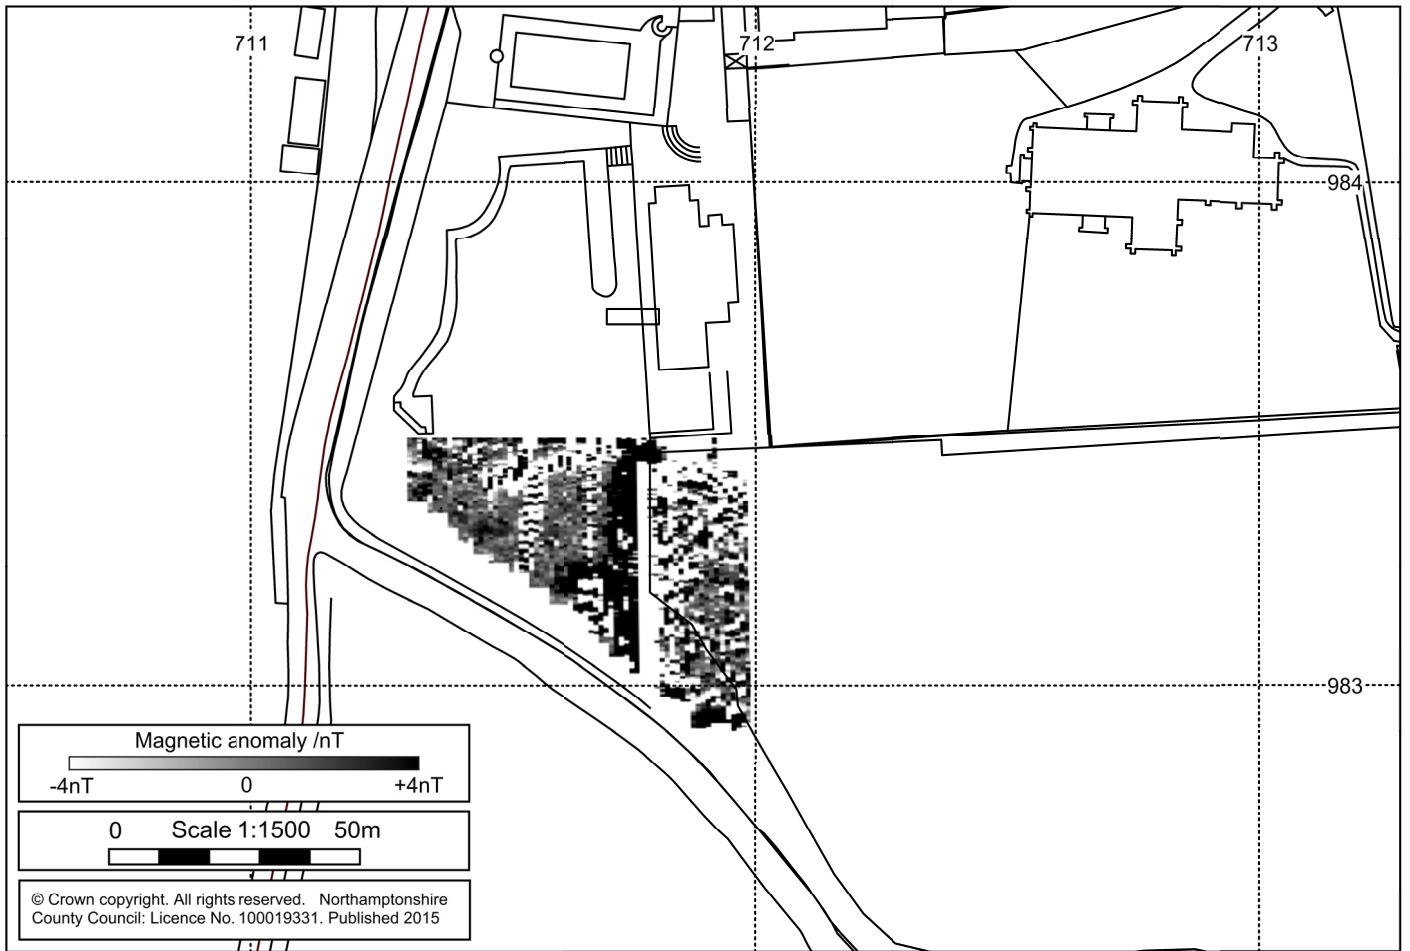 711
712
713
984
983
Magnetic anomaly /nT
-4nT 0 +4nT
0 Scale 1:1500 50m
© Crown copyright. All rights reserved. Northamptonshire
County Council: Licence No. 100019331. Published 2015